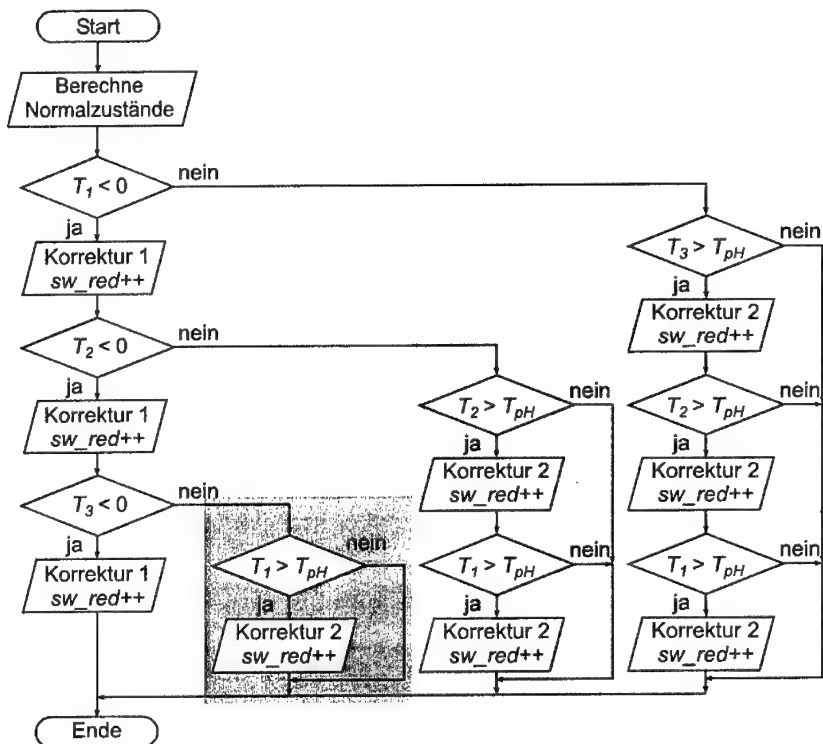 Start
Berechne
Normalzustände
T1 < 0
nein
ja
Korrektur 1
sw_red++
T2 < 0
nein
ja
Korrektur 1
sw_red++
T3 < 0
nein
ja
Korrektur 1
sw_red++
T1 > TpH
nein
ja
Korrektur 2
sw_red++
T2 > TpH
nein
ja
Korrektur 2
sw_red++
T1 > TpH
nein
ja
Korrektur 2
sw_red++
T3 > TpH
nein
ja
Korrektur 2
sw_red++
T2 > TpH
nein
ja
Korrektur 2
sw_red++
T1 > TpH
nein
ja
Korrektur 2
sw_red++
Ende